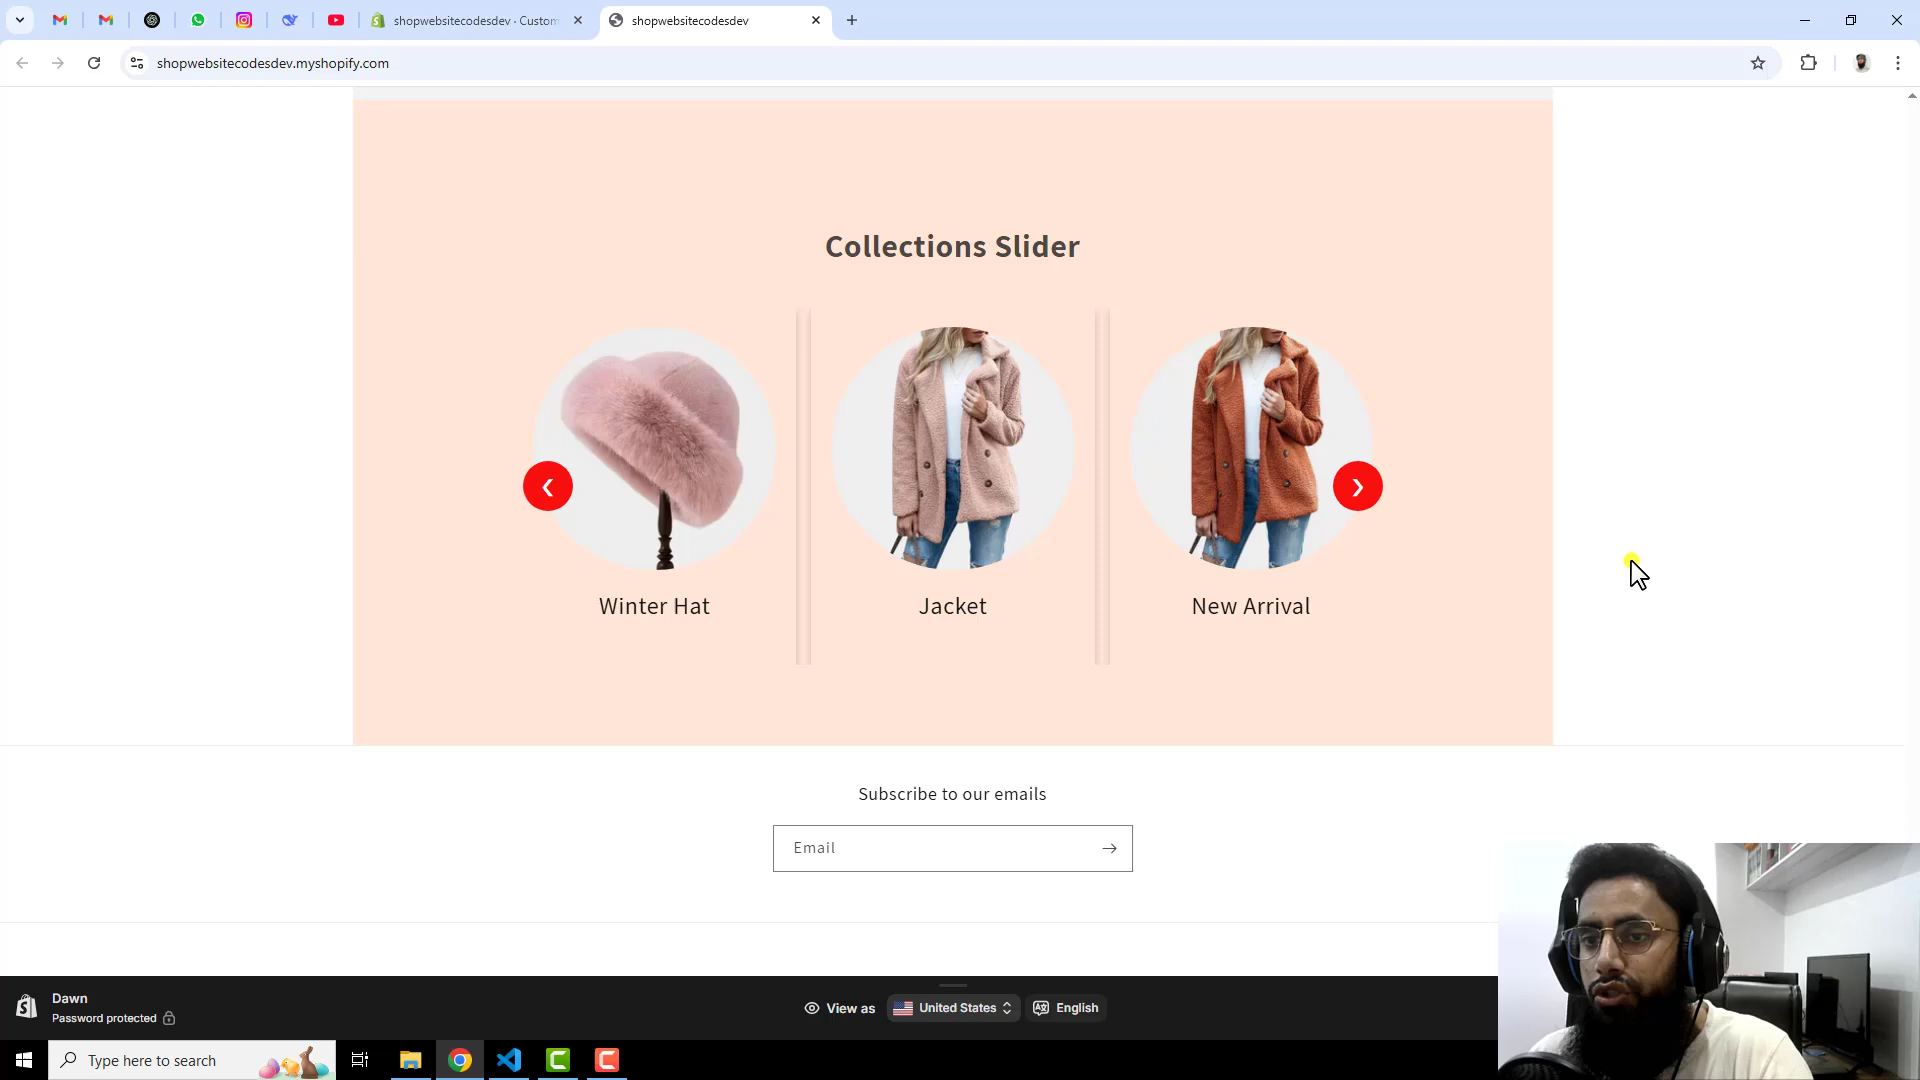 shopwebsitecodesdev · Custom
shopwebsitecodesdev
shopwebsitecodesdev.myshopify.com
Collections Slider
Winter Hat
Jacket
New Arrival
Subscribe to our emails
Email
Dawn
Password protected
View as
United States
English
Type here to search